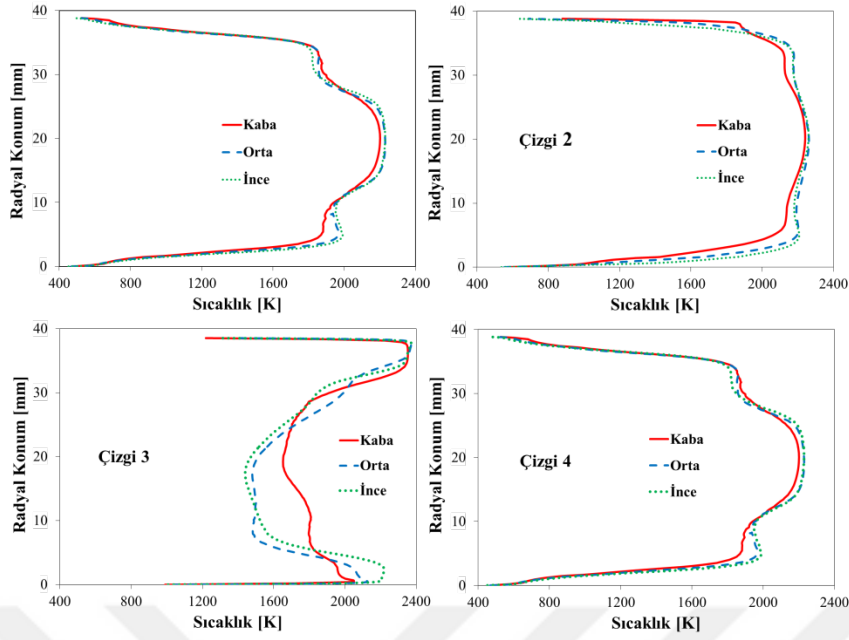 40
30
20
10
0
Radyal Konum [mm]
Kaba
Orta
İnce
400
800
1200
1600
2000
2400
Sıcaklık [K]
40
30
20
10
0
Radyal Konum [mm]
Çizgi 2
Kaba
Orta
İnce
400
800
1200
1600
2000
2400
Sıcaklık [K]
40
30
20
10
0
Radyal Konum [mm]
Çizgi 3
Kaba
Orta
İnce
400
800
1200
1600
2000
2400
Sıcaklık [K]
40
30
20
10
0
Radyal Konum [mm]
Çizgi 4
Kaba
Orta
İnce
400
800
1200
1600
2000
2400
Sıcaklık [K]